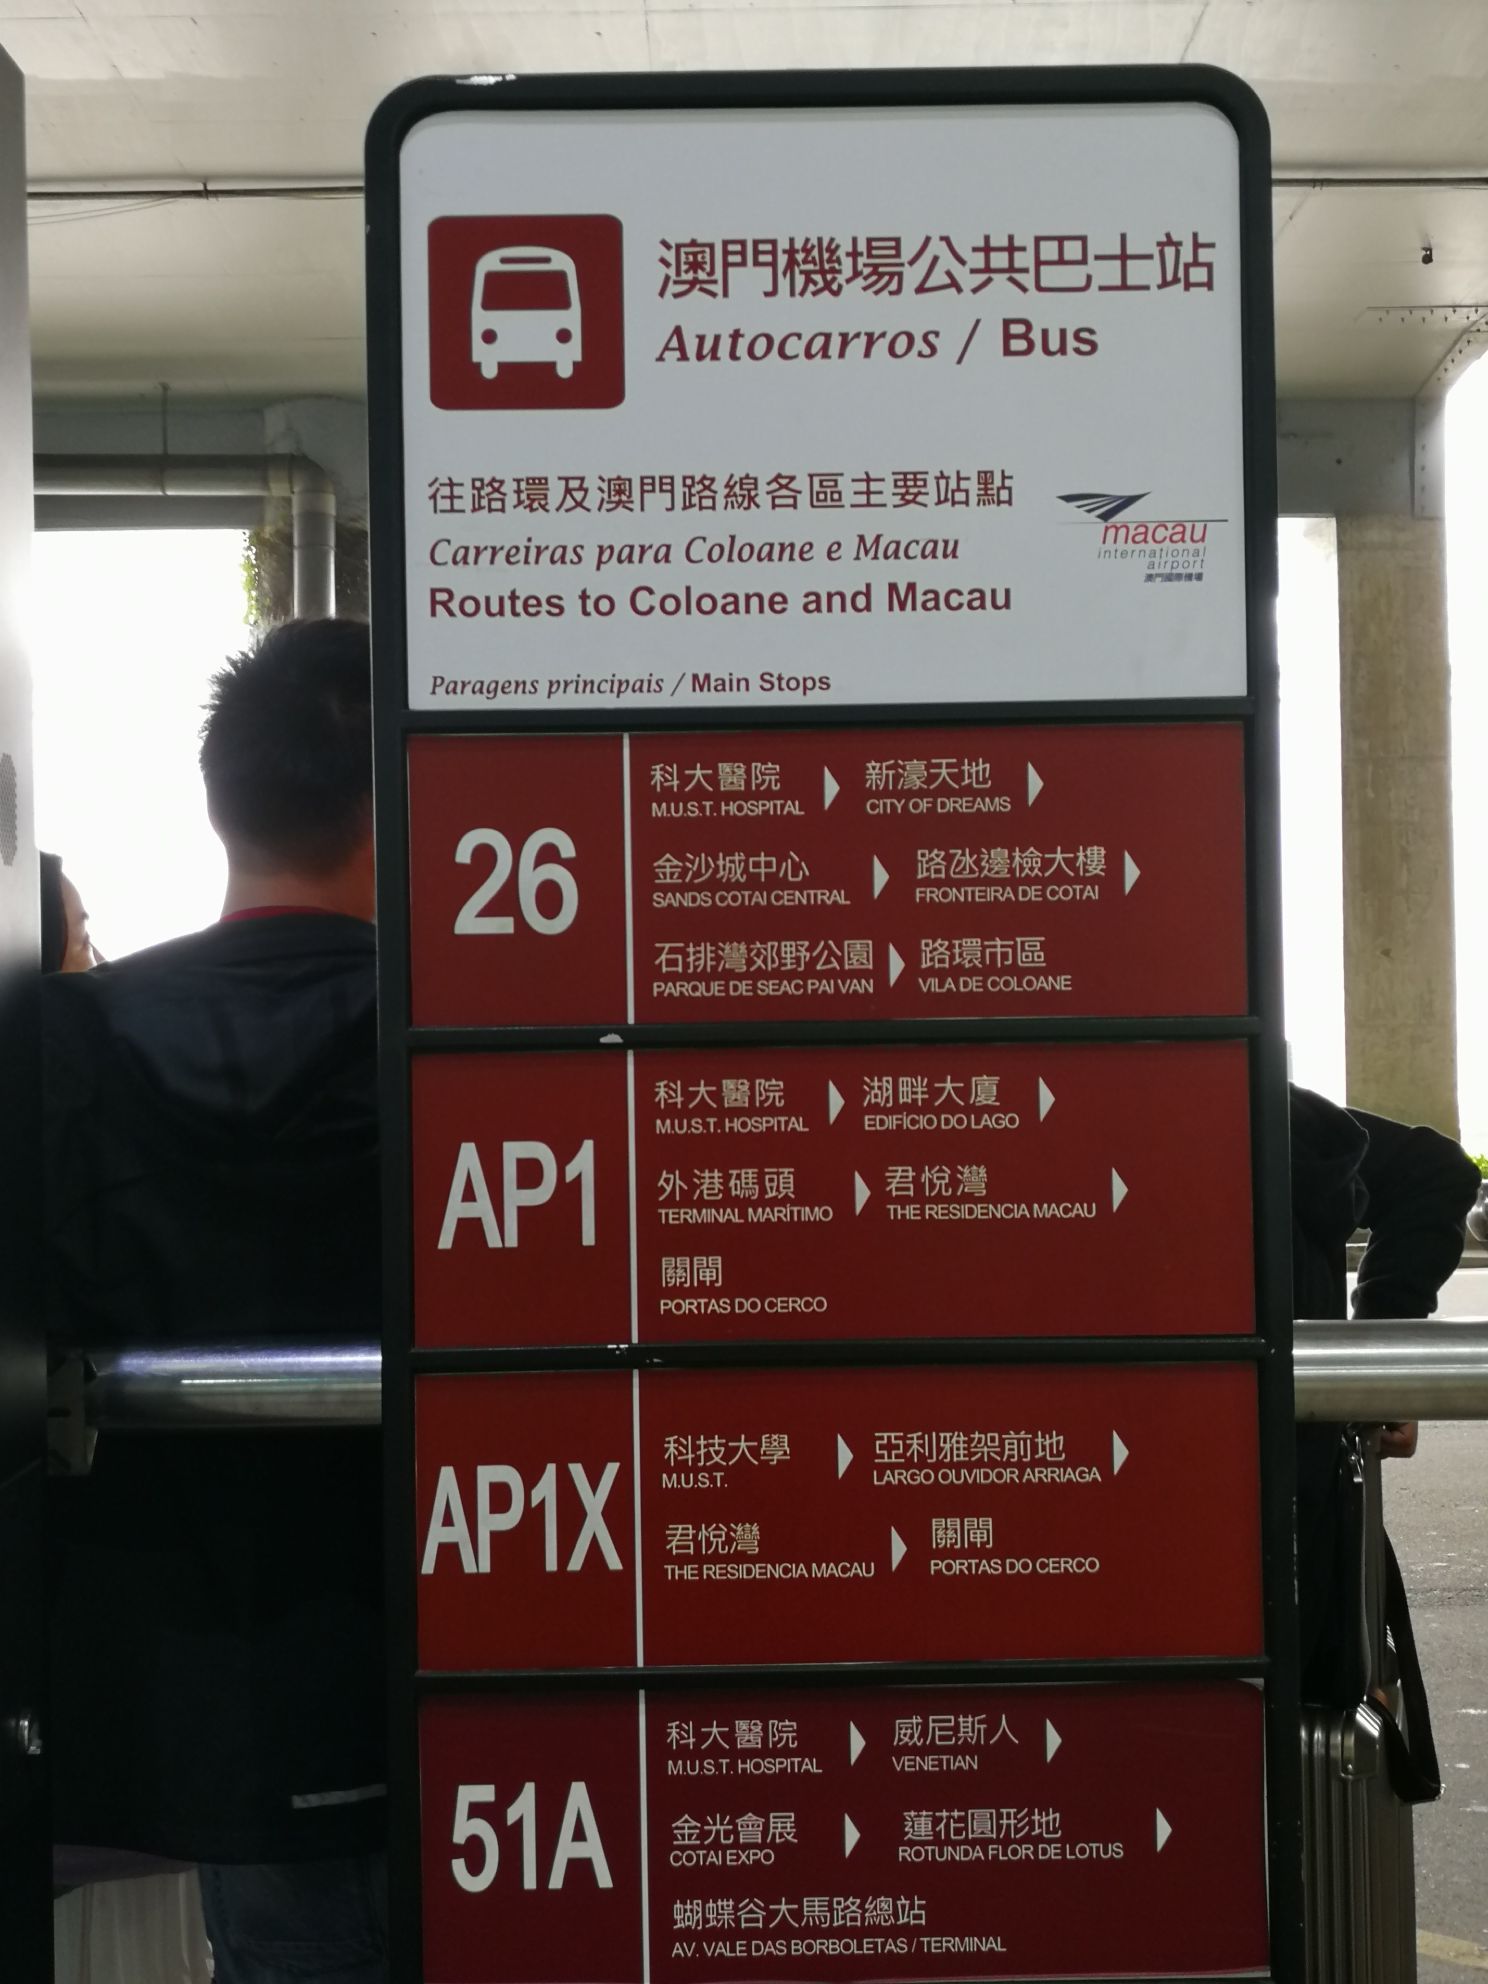 澳門機場公共巴士站
Autocarros / Bus
往路環及澳門路線各區主要站點
Carreiras para Coloane e Macau
Routes to Coloane and Macau
macau
international
airport
澳門國際機場
Paragens principais / Main Stops
26
科大醫院 新濠天地
M.U.S.T. HOSPITAL CITY OF DREAMS
金沙城中心 路氹邊檢大樓
SANDS COTAI CENTRAL FRONTEIRA DE COTAI
石排灣郊野公園 路環市區
PARQUE DE SEAC PAI VAN VILA DE COLOANE
AP1
科大醫院 湖畔大廈
M.U.S.T. HOSPITAL EDIFÍCIO DO LAGO
外港碼頭 君悅灣
TERMINAL MARÍTIMO THE RESIDENCIA MACAU
關閘
PORTAS DO CERCO
AP1X
科技大學 亞利雅架前地
M.U.S.T. LARGO OUVIDOR ARRIAGA
君悅灣 關閘
THE RESIDENCIA MACAU PORTAS DO CERCO
51A
科大醫院 威尼斯人
M.U.S.T. HOSPITAL VENETIAN
金光會展 蓮花圓形地
COTAI EXPO ROTUNDA FLOR DE LOTUS
蝴蝶谷大馬路總站
AV. VALE DAS BORBOLETAS / TERMINAL